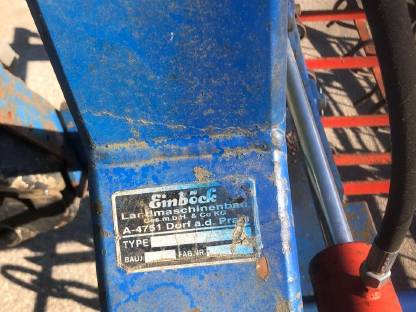 Einböck
Landmaschinenbau
Ges.m.b.H. & Co KG
A-4751 Dorf a.d. Pram
TYPE
BAUJ. FAB.NR.